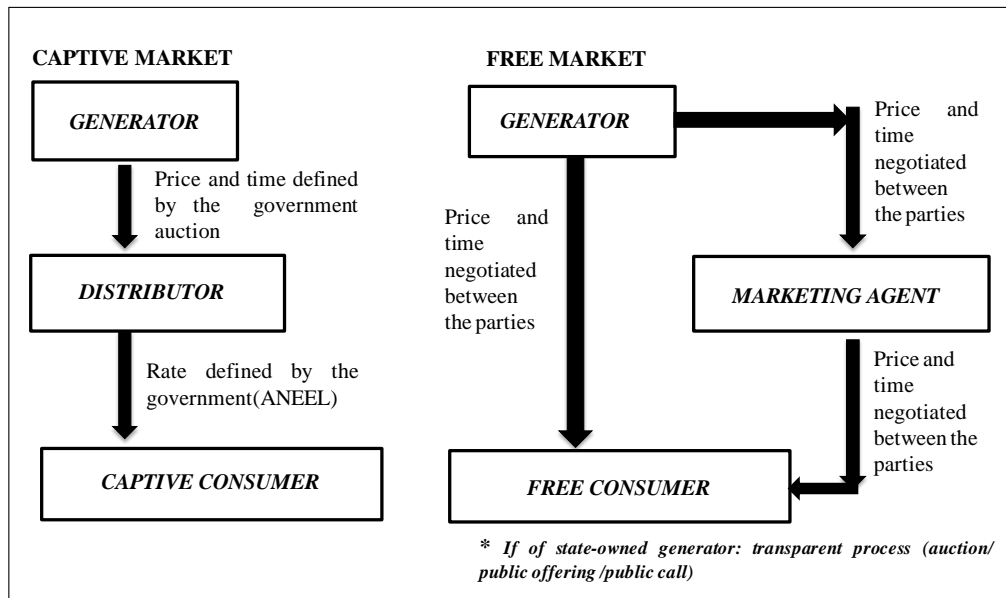 CAPTIVE MARKET
GENERATOR
Price and time defined
by the government
auction
DISTRIBUTOR
Rate defined by the
government(ANEEL)
CAPTIVE CONSUMER
FREE MARKET
GENERATOR
Price and
time
negotiated
between
the parties
Price and
time
negotiated
between
the parties
MARKETING AGENT
Price and
time
negotiated
between the
parties
FREE CONSUMER
* If of state-owned generator: transparent process (auction/
public offering /public call)